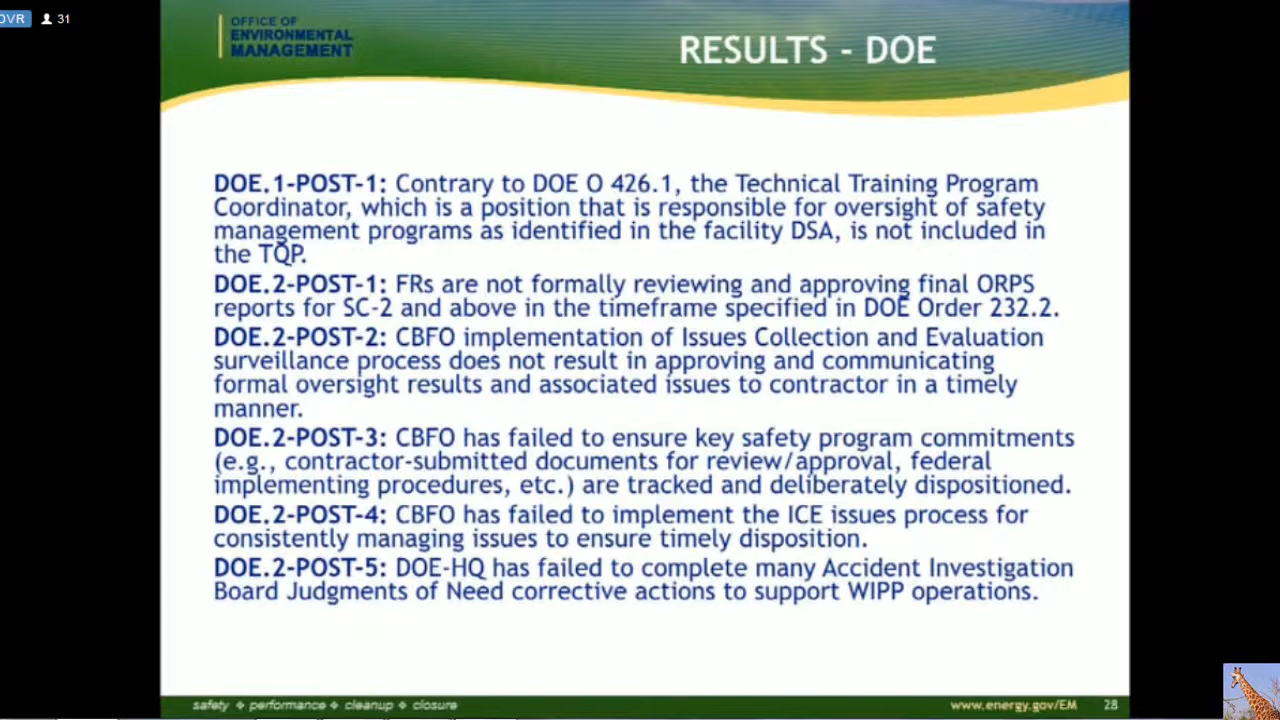 OVR 31
OFFICE OF
ENVIRONMENTAL
MANAGEMENT
RESULTS - DOE
DOE.1-POST-1: Contrary to DOE O 426.1, the Technical Training Program
Coordinator, which is a position that is responsible for oversight of safety
management programs as identified in the facility DSA, is not included in
the TQP.
DOE.2-POST-1: FRs are not formally reviewing and approving final ORPS
reports for SC-2 and above in the timeframe specified in DOE Order 232.2.
DOE.2-POST-2: CBFO implementation of Issues Collection and Evaluation
surveillance process does not result in approving and communicating
formal oversight results and associated issues to contractor in a timely
manner.
DOE.2-POST-3: CBFO has failed to ensure key safety program commitments
(e.g., contractor-submitted documents for review/approval, federal
implementing procedures, etc.) are tracked and deliberately dispositioned.
DOE.2-POST-4: CBFO has failed to implement the ICE issues process for
consistently managing issues to ensure timely disposition.
DOE.2-POST-5: DOE-HQ has failed to complete many Accident Investigation
Board Judgments of Need corrective actions to support WIPP operations.
safety ❖ performance ❖ cleanup ❖ closure
www.energy.gov/EM 28